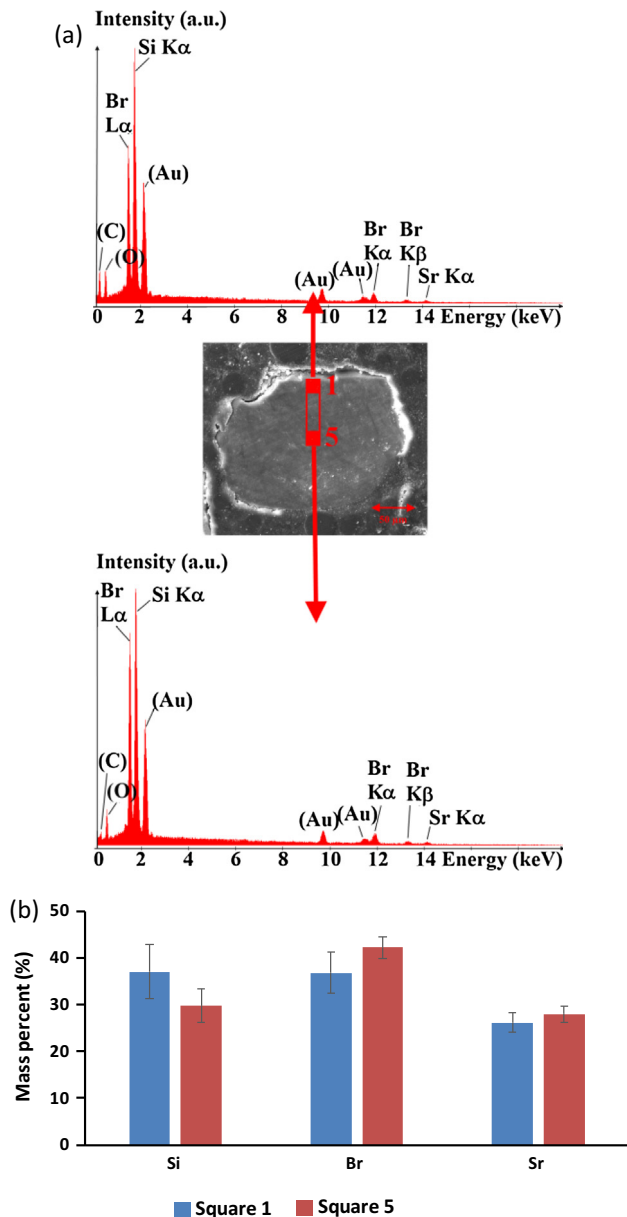 (a)
Intensity (a.u.)
Si Kα
Br
Lα
(Au)
(C)
(O)
(Au)
(Au)
Br
Kα
Br
Kβ
Sr Kα
0 2 4 6 8 10 12 14 Energy (keV)
1
5
Intensity (a.u.)
Br
Lα
Si Kα
(Au)
(C)
(O)
(Au)
(Au)
Br
Kα
Br
Kβ
Sr Kα
0 2 4 6 8 10 12 14 Energy (keV)
(b)
Mass percent (%)
50
40
30
20
10
0
Si Br Sr
Square 1 Square 5